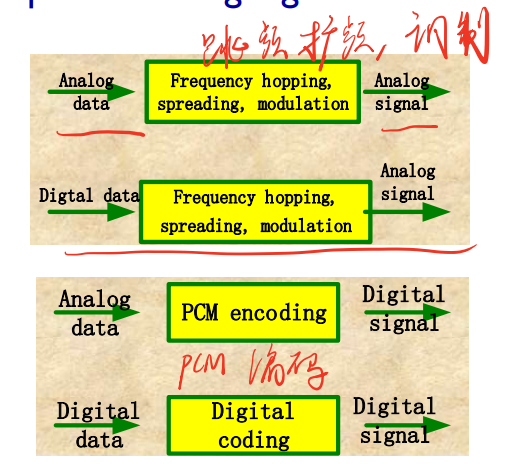 跳频扩频,调制
Analog
data
Frequency hopping,
spreading, modulation
Analog
signal
Digtal data
Frequency hopping,
spreading, modulation
Analog
signal
Analog
data
PCM encoding
Digital
signal
PCM 编码
Digital
data
Digital
coding
Digital
signal